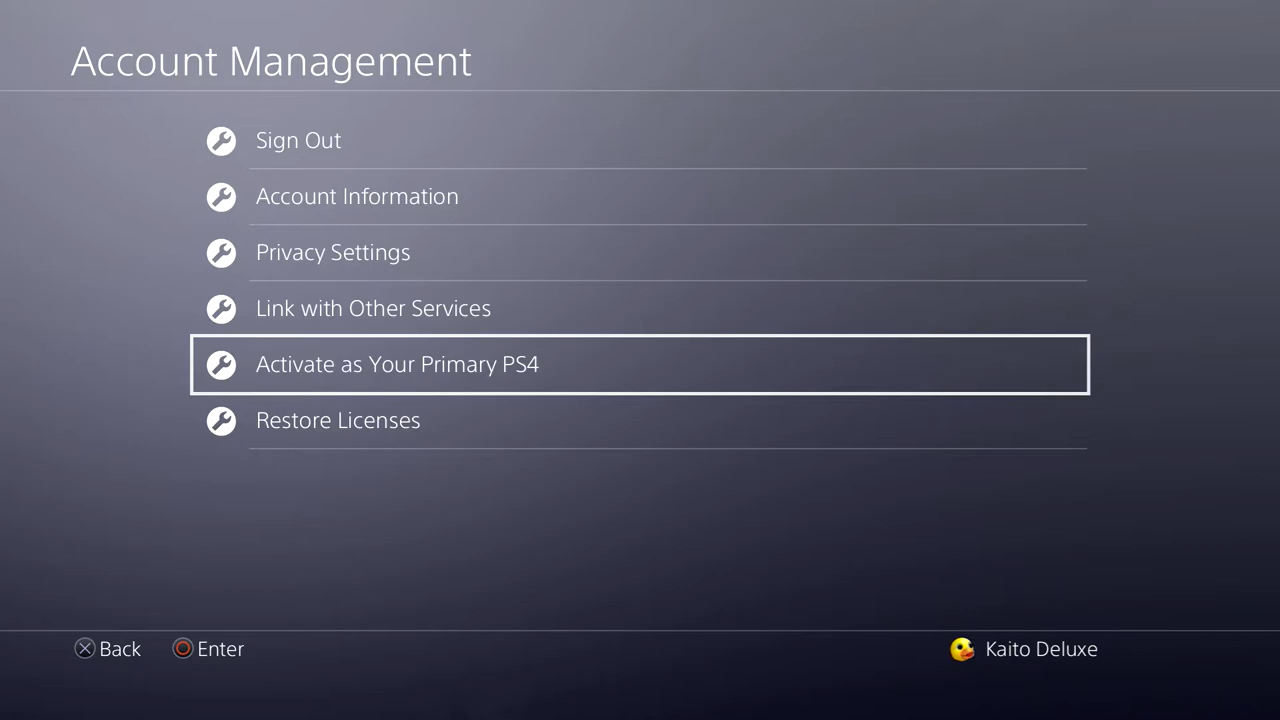 Account Management
Sign Out
Account Information
Privacy Settings
Link with Other Services
Activate as Your Primary PS4
Restore Licenses
Back Enter Kaito Deluxe